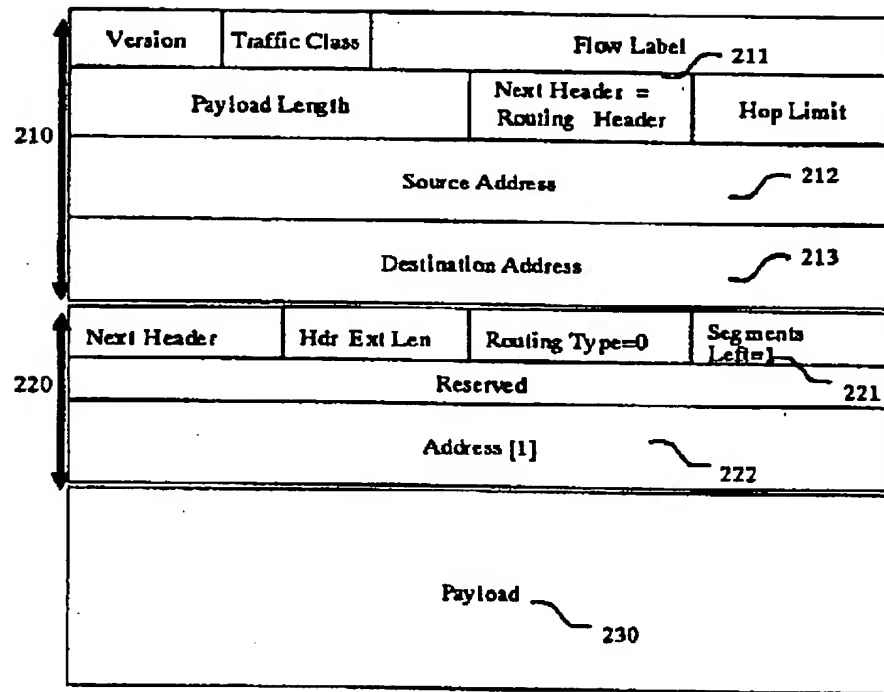 Version Traffic Class Flow Label
211
Payload Length Next Header = Hop Limit
Routing Header
210
Source Address 212
Destination Address 213
Next Header Hdr Ext Len Routing Type=0 Segments
Left=1
220 Reserved 221
Address [1]
222
Payload
230